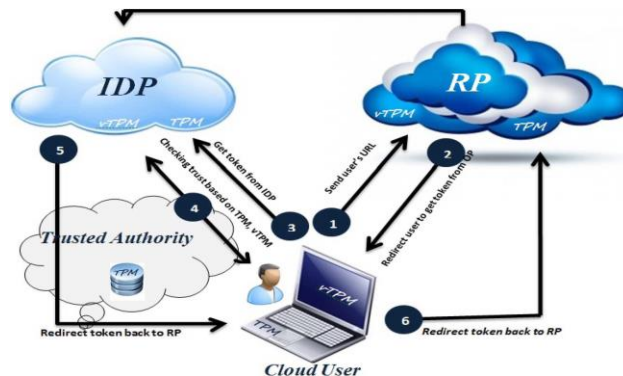 IDP
RP
vTPM
TPM
vTPM
TPM
5
2
Get token from IDP
Checking trust based on TPM, vTPM
Send user's URL
Redirect user to get token from OP
3
1
4
Trusted Authority
TPM
vTPM
TPM
6
Redirect token back to RP
Redirect token back to RP
Cloud User